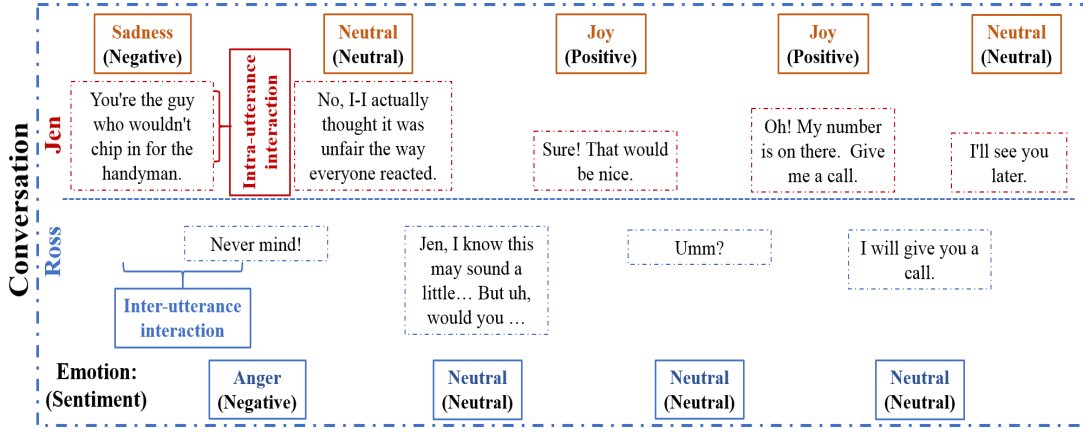 Conversation
Jen
Sadness
(Negative)
Neutral
(Neutral)
Joy
(Positive)
Joy
(Positive)
Neutral
(Neutral)
You're the guy
who wouldn't
chip in for the
handyman.
Intra-utterance
interaction
No, I-I actually
thought it was
unfair the way
everyone reacted.
Sure! That would
be nice.
Oh! My number
is on there. Give
me a call.
I'll see you
later.
Ross
Never mind!
Jen, I know this
may sound a
little… But uh,
would you …
Umm?
I will give you a
call.
Inter-utterance
interaction
Emotion:
(Sentiment)
Anger
(Negative)
Neutral
(Neutral)
Neutral
(Neutral)
Neutral
(Neutral)